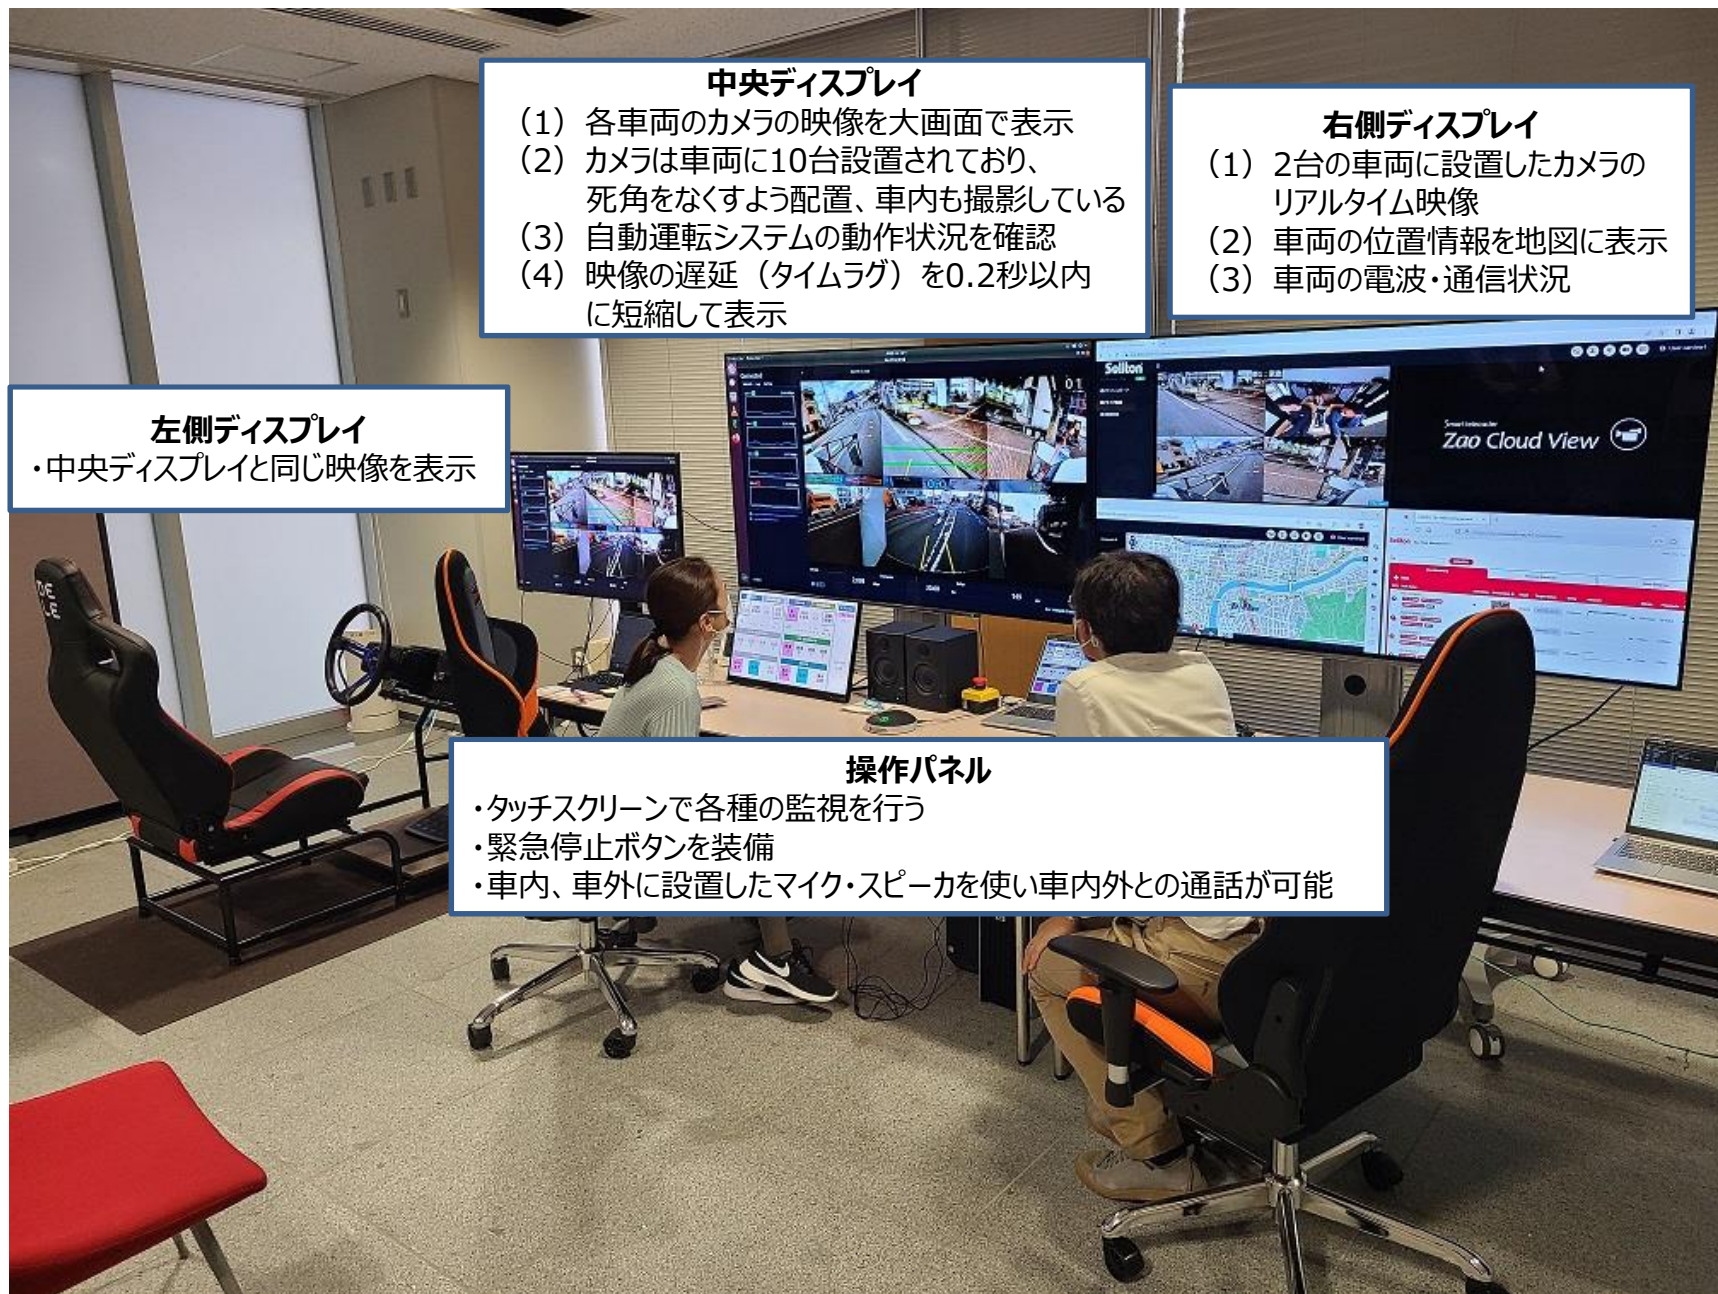 中央ディスプレイ
（1）各車両のカメラの映像を大画面で表示
（2）カメラは車両に10台設置されており、
死角をなくすよう配置、車内も撮影している
（3）自動運転システムの動作状況を確認
（4）映像の遅延（タイムラグ）を0.2秒以内
に短縮して表示
右側ディスプレイ
（1）2台の車両に設置したカメラの
リアルタイム映像
（2）車両の位置情報を地図に表示
（3）車両の電波・通信状況
左側ディスプレイ
・中央ディスプレイと同じ映像を表示
Soliton
01
Zao Cloud View
操作パネル
・タッチスクリーンで各種の監視を行う
・緊急停止ボタンを装備
・車内、車外に設置したマイク・スピーカを使い車内外との通話が可能